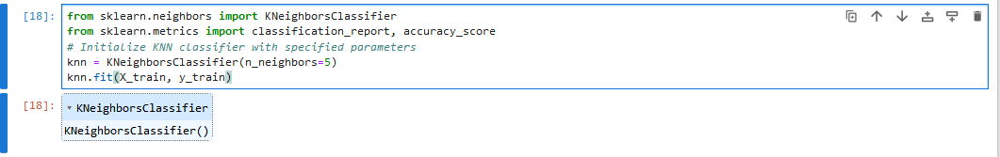 [18]:
from sklearn.neighbors import KNeighborsClassifier
from sklearn.metrics import classification_report, accuracy_score
# Initialize KNN classifier with specified parameters
knn = KNeighborsClassifier(n_neighbors=5)
knn.fit(X_train, y_train)
[18]:
▾ KNeighborsClassifier
KNeighborsClassifier()